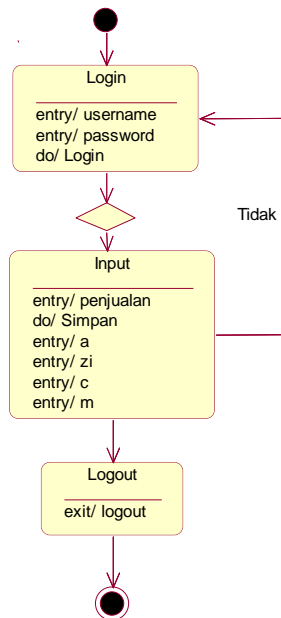 Login
entry/ username
entry/ password
do/ Login
Tidak
Input
entry/ penjualan
do/ Simpan
entry/ a
entry/ zi
entry/ c
entry/ m
Logout
exit/ logout